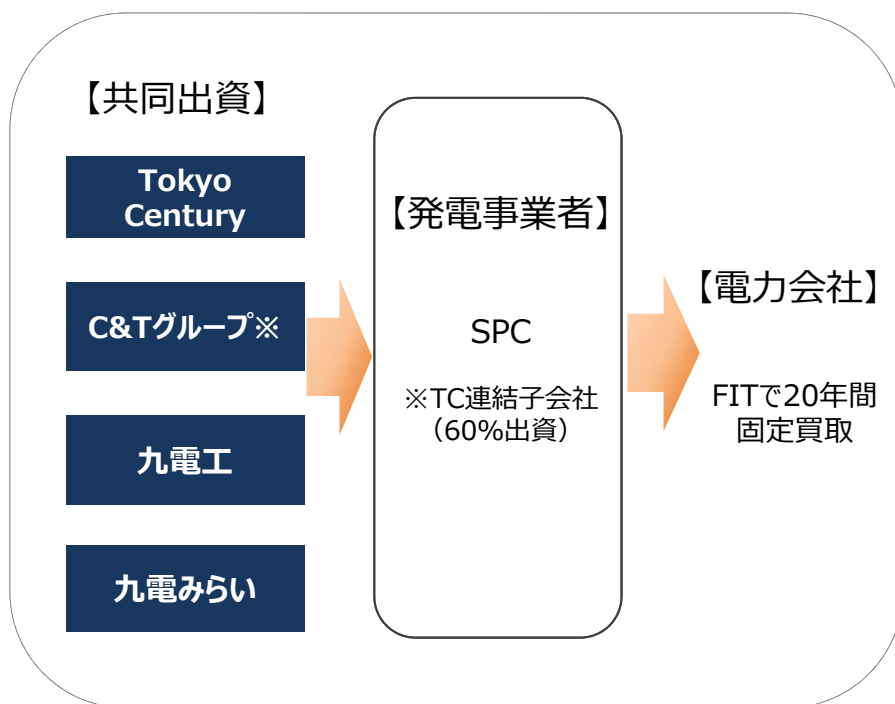 【共同出資】
Tokyo
Century
C&Tグループ※
九電工
九電みらい
【発電事業者】
SPC
※TC連結子会社
（60%出資）
【電力会社】
FITで20年間
固定買取